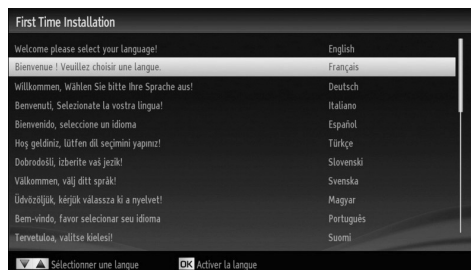 First Time Installation
Welcome please select your language! English
Bienvenue ! Veuillez choisir une langue. Français
Willkommen, Wählen Sie bitte Ihre Sprache aus! Deutsch
Benvenuti, Selezionate la vostra lingua! Italiano
Bienvenido, seleccione un idioma Español
Hoş geldiniz, lütfen dil seçimini yapınız! Türkçe
Dobrodošli, izberite vaš jezik! Slovenski
Välkommen, välj ditt språk! Svenska
Üdvözöljük, kérjük válassza ki a nyelvet! Magyar
Bem-vindo, favor selecionar seu idioma Português
Tervetuloa, valitse kielesi! Suomi
Sélectionner une langue OK Activer la langue